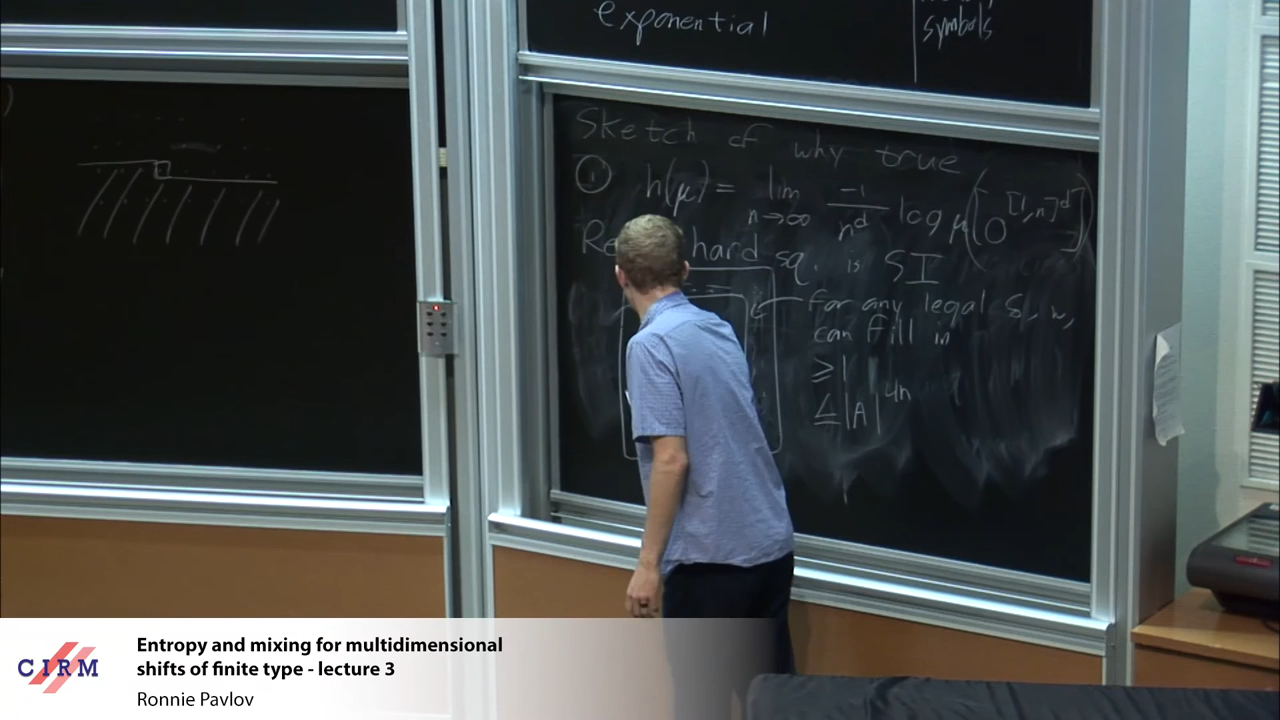 exponential
symbols
Sketch of why true
① h(μ) = lim n→∞ -1/n^d log μ([0^{[1,n]^d}])
hard sq. is SI
for any legal δ, w,
can fill in
≥ 1
≤ |A|^{4n}
CIRM
Entropy and mixing for multidimensional
shifts of finite type - lecture 3
Ronnie Pavlov